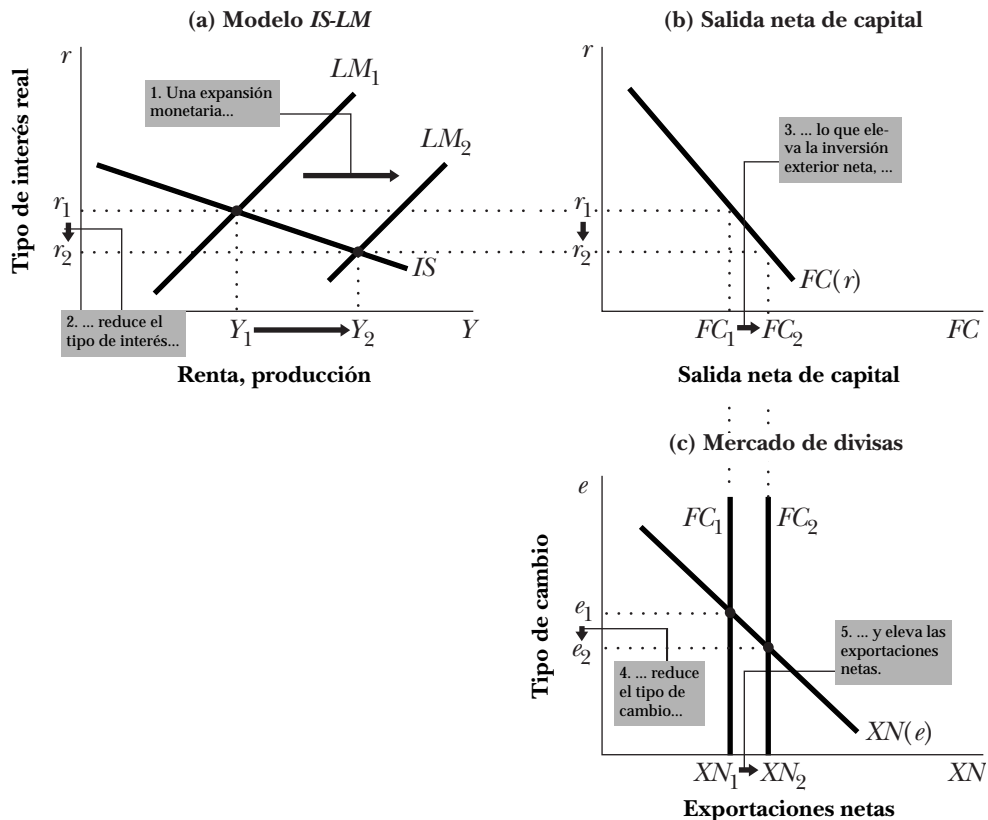 (a) Modelo IS-LM
r
LM1
1. Una expansión
monetaria...
LM2
r1
r2
IS
2. ... reduce el
tipo de interés...
Y1
Y2
Y
Tipo de interés real
Renta, producción
(b) Salida neta de capital
r
3. ... lo que ele-
va la inversión
exterior neta, ...
r1
r2
FC(r)
FC1
FC2
FC
Salida neta de capital
(c) Mercado de divisas
e
FC1
FC2
Tipo de cambio
e1
e2
4. ... reduce
el tipo de
cambio...
5. ... y eleva las
exportaciones
netas.
XN(e)
XN1
XN2
XN
Exportaciones netas